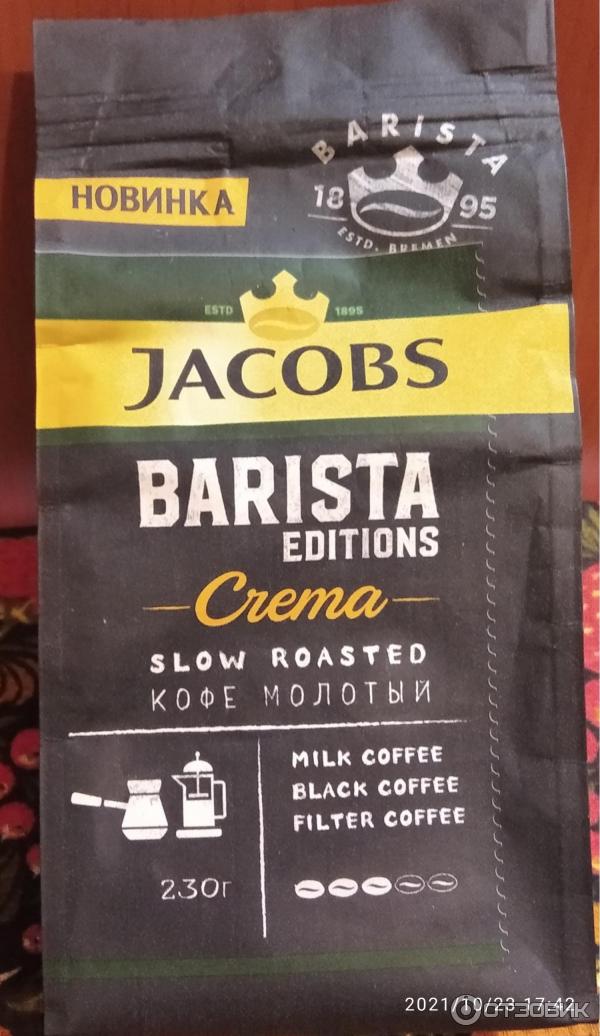 BARISTA
18 95
ESTD. BREMEN
НОВИНКА
ESTD 1895
JACOBS
BARISTA
EDITIONS
Crema
SLOW ROASTED
КОФЕ МОЛОТЫЙ
MILK COFFEE
BLACK COFFEE
FILTER COFFEE
230г
2021/10/23 17:42
ОТЗОВИК